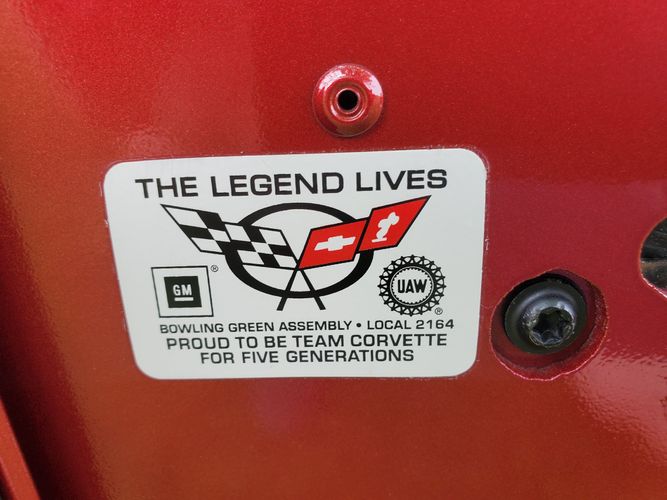 THE LEGEND LIVES
®
GM
UAW
®
BOWLING GREEN ASSEMBLY • LOCAL 2164
PROUD TO BE TEAM CORVETTE
FOR FIVE GENERATIONS